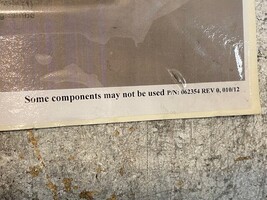 Some components may not be used P/N: 062354 REV 0, 010/12